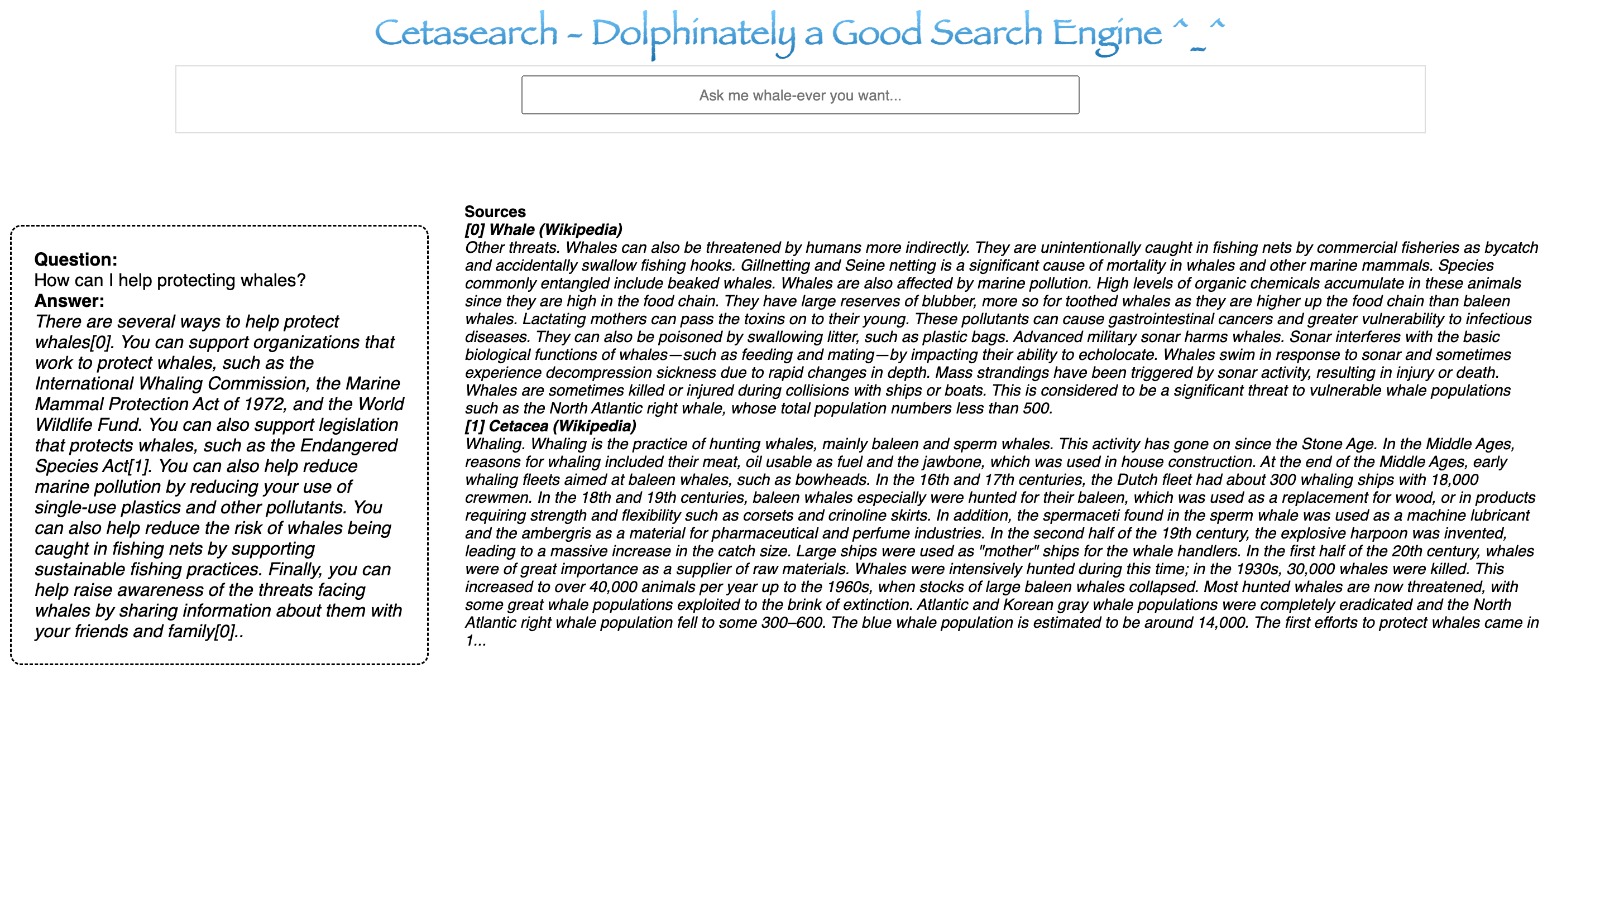 Cetasearch - Dolphinately a Good Search Engine ^_^
Ask me whale-ever you want...
Question:
How can I help protecting whales?
Answer:
There are several ways to help protect
whales[0]. You can support organizations that
work to protect whales, such as the
International Whaling Commission, the Marine
Mammal Protection Act of 1972, and the World
Wildlife Fund. You can also support legislation
that protects whales, such as the Endangered
Species Act[1]. You can also help reduce
marine pollution by reducing your use of
single-use plastics and other pollutants. You
can also help reduce the risk of whales being
caught in fishing nets by supporting
sustainable fishing practices. Finally, you can
help raise awareness of the threats facing
whales by sharing information about them with
your friends and family[0]..
Sources
[0] Whale (Wikipedia)
Other threats. Whales can also be threatened by humans more indirectly. They are unintentionally caught in fishing nets by commercial fisheries as bycatch
and accidentally swallow fishing hooks. Gillnetting and Seine netting is a significant cause of mortality in whales and other marine mammals. Species
commonly entangled include beaked whales. Whales are also affected by marine pollution. High levels of organic chemicals accumulate in these animals
since they are high in the food chain. They have large reserves of blubber, more so for toothed whales as they are higher up the food chain than baleen
whales. Lactating mothers can pass the toxins on to their young. These pollutants can cause gastrointestinal cancers and greater vulnerability to infectious
diseases. They can also be poisoned by swallowing litter, such as plastic bags. Advanced military sonar harms whales. Sonar interferes with the basic
biological functions of whales—such as feeding and mating—by impacting their ability to echolocate. Whales swim in response to sonar and sometimes
experience decompression sickness due to rapid changes in depth. Mass strandings have been triggered by sonar activity, resulting in injury or death.
Whales are sometimes killed or injured during collisions with ships or boats. This is considered to be a significant threat to vulnerable whale populations
such as the North Atlantic right whale, whose total population numbers less than 500.
[1] Cetacea (Wikipedia)
Whaling. Whaling is the practice of hunting whales, mainly baleen and sperm whales. This activity has gone on since the Stone Age. In the Middle Ages,
reasons for whaling included their meat, oil usable as fuel and the jawbone, which was used in house construction. At the end of the Middle Ages, early
whaling fleets aimed at baleen whales, such as bowheads. In the 16th and 17th centuries, the Dutch fleet had about 300 whaling ships with 18,000
crewmen. In the 18th and 19th centuries, baleen whales especially were hunted for their baleen, which was used as a replacement for wood, or in products
requiring strength and flexibility such as corsets and crinoline skirts. In addition, the spermaceti found in the sperm whale was used as a machine lubricant
and the ambergris as a material for pharmaceutical and perfume industries. In the second half of the 19th century, the explosive harpoon was invented,
leading to a massive increase in the catch size. Large ships were used as "mother" ships for the whale handlers. In the first half of the 20th century, whales
were of great importance as a supplier of raw materials. Whales were intensively hunted during this time; in the 1930s, 30,000 whales were killed. This
increased to over 40,000 animals per year up to the 1960s, when stocks of large baleen whales collapsed. Most hunted whales are now threatened, with
some great whale populations exploited to the brink of extinction. Atlantic and Korean gray whale populations were completely eradicated and the North
Atlantic right whale population fell to some 300–600. The blue whale population is estimated to be around 14,000. The first efforts to protect whales came in
1...